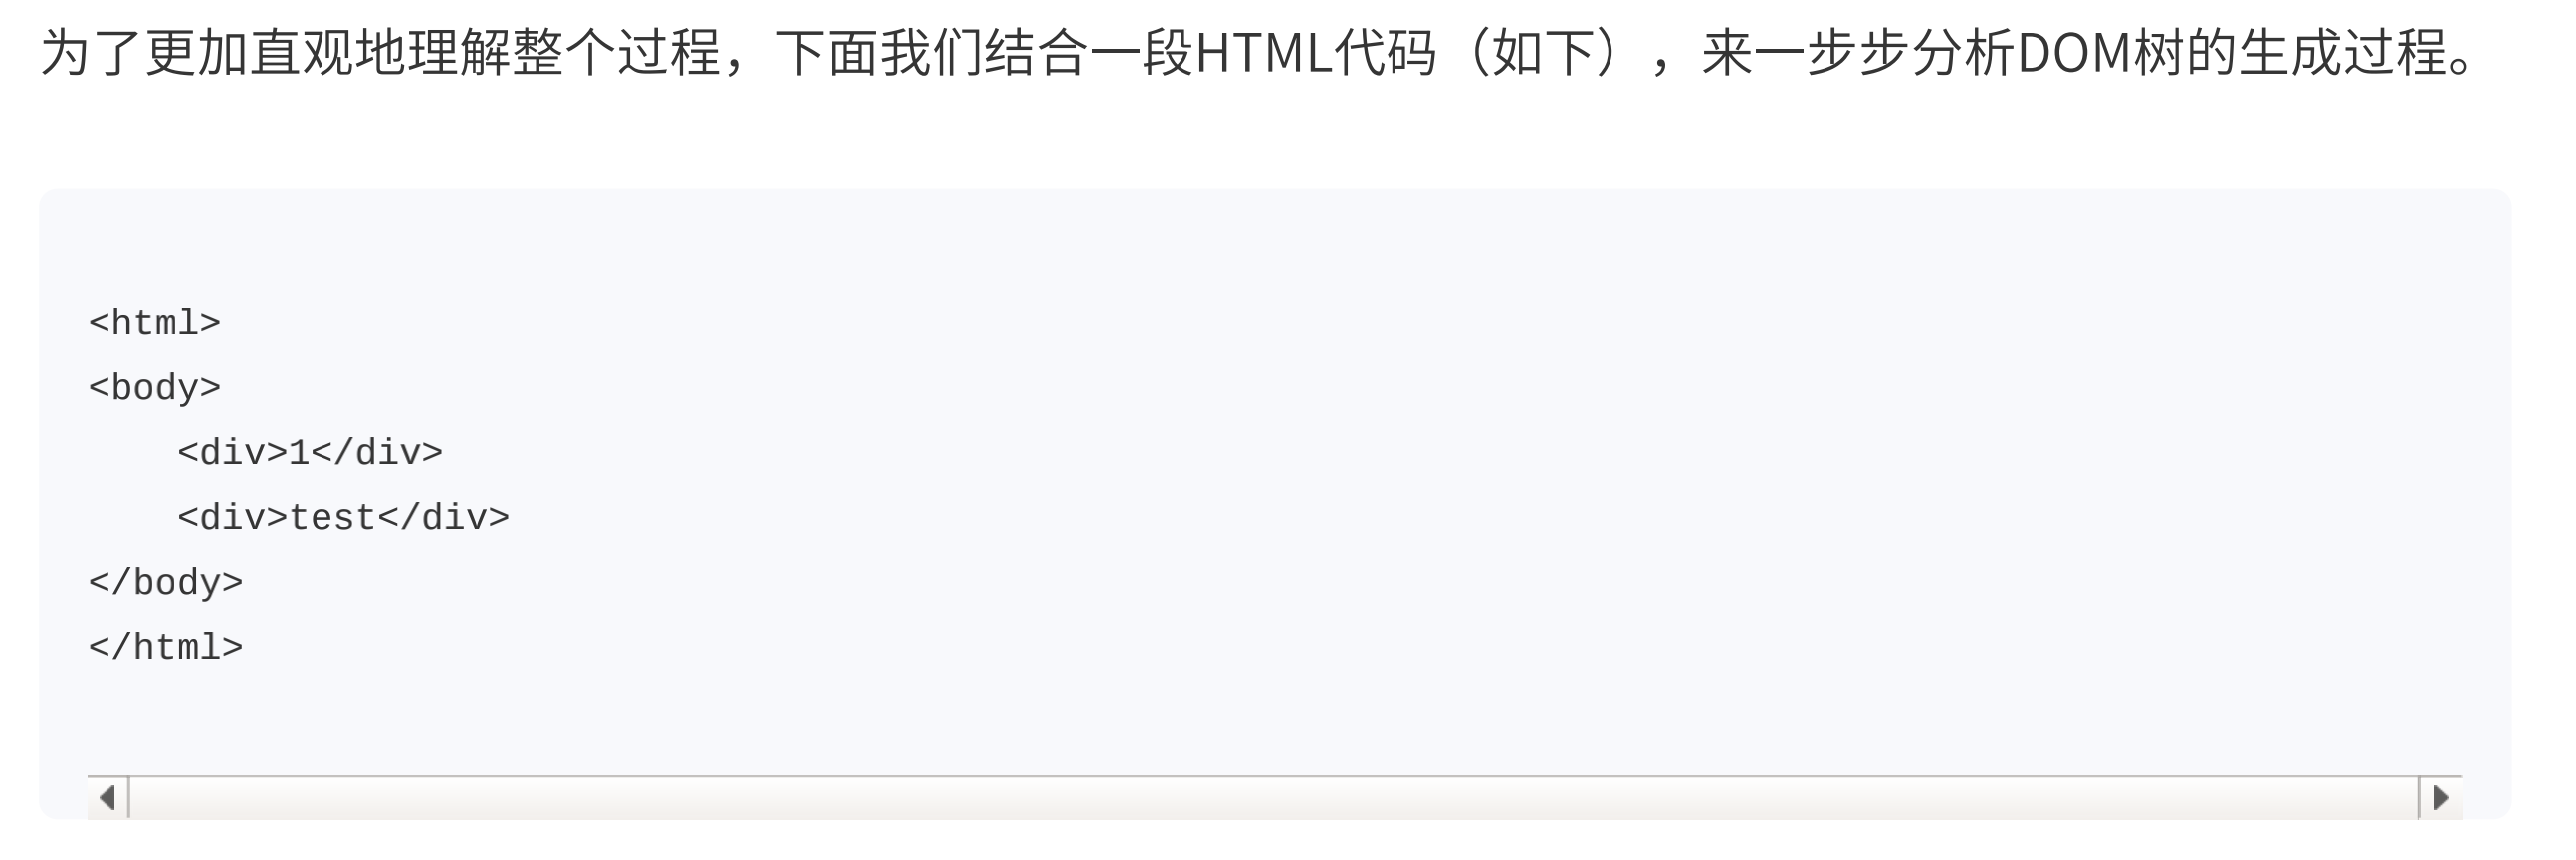 为了更加直观地理解整个过程，下面我们结合一段HTML代码（如下），来一步步分析DOM树的生成过程。
<html>
<body>
    <div>1</div>
    <div>test</div>
</body>
</html>